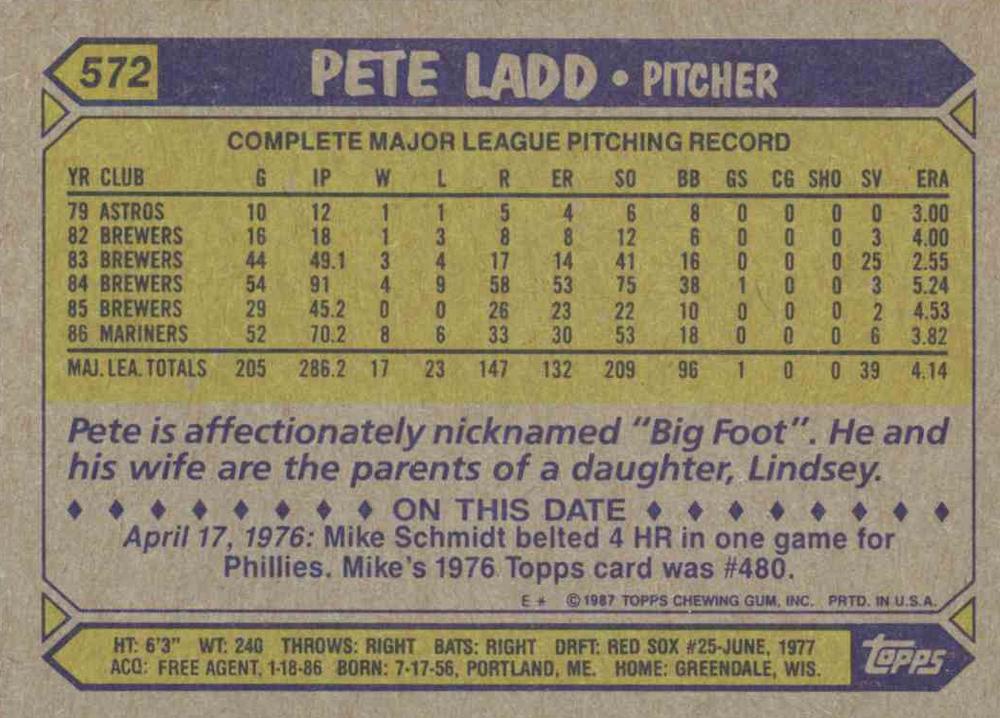 572 PETE LADD • PITCHER
COMPLETE MAJOR LEAGUE PITCHING RECORD
YR CLUB G IP W L R ER SO BB GS CG SHO SV ERA
79 ASTROS 10 12 1 1 5 4 6 8 0 0 0 0 3.00
82 BREWERS 16 18 1 3 8 8 12 6 0 0 0 3 4.00
83 BREWERS 44 49.1 3 4 17 14 41 16 0 0 0 25 2.55
84 BREWERS 54 91 4 9 58 53 75 38 1 0 0 3 5.24
85 BREWERS 29 45.2 0 0 26 23 22 10 0 0 0 2 4.53
86 MARINERS 52 70.2 8 6 33 30 53 18 0 0 0 6 3.82
MAJ. LEA. TOTALS 205 286.2 17 23 147 132 209 96 1 0 0 39 4.14
Pete is affectionately nicknamed "Big Foot". He and
his wife are the parents of a daughter, Lindsey.
♦ ♦ ♦ ♦ ♦ ♦ ♦ ♦ ON THIS DATE ♦ ♦ ♦ ♦ ♦ ♦ ♦ ♦
April 17, 1976: Mike Schmidt belted 4 HR in one game for
Phillies. Mike's 1976 Topps card was #480.
E * © 1987 TOPPS CHEWING GUM, INC. PRTD. IN U.S.A.
HT: 6'3" WT: 240 THROWS: RIGHT BATS: RIGHT DRFT: RED SOX #25-JUNE, 1977
ACQ: FREE AGENT, 1-18-86 BORN: 7-17-56, PORTLAND, ME. HOME: GREENDALE, WIS.
topps